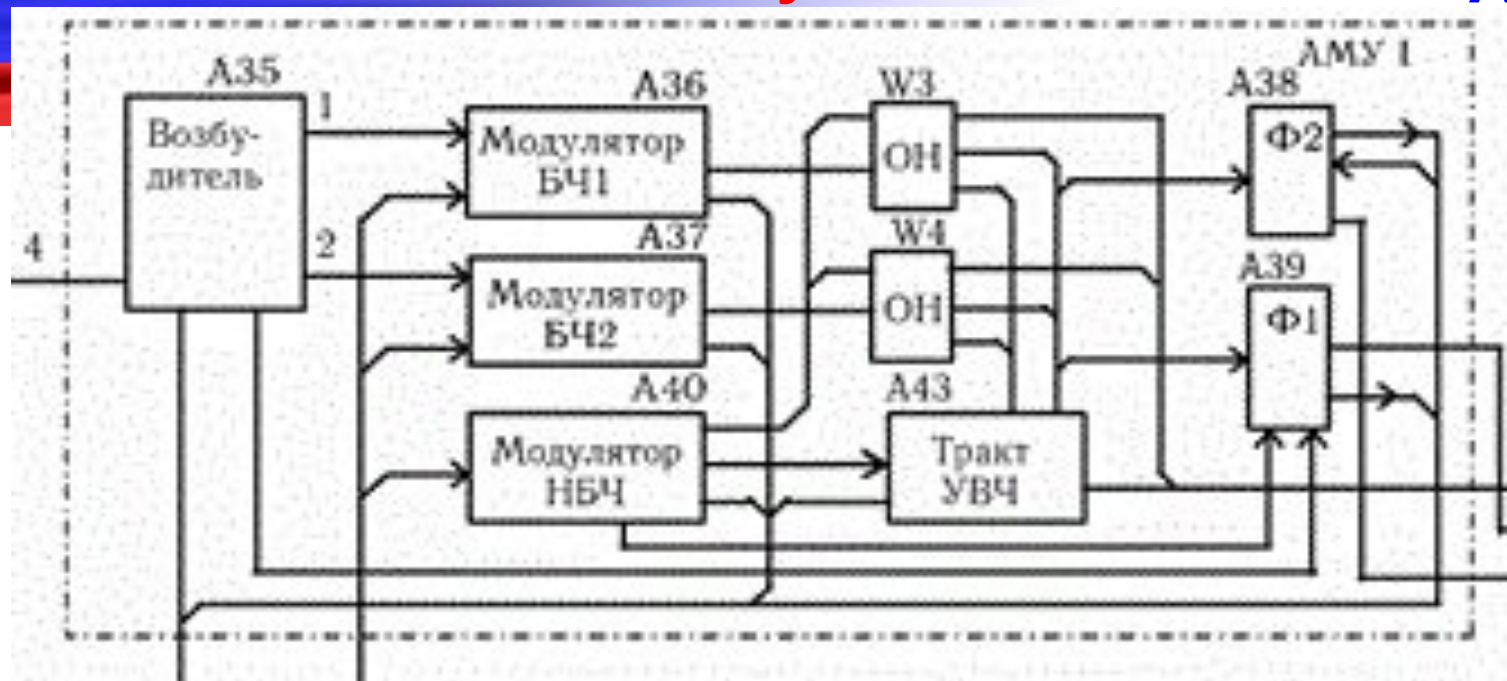 АМУ 1
А35
1
Возбу-
дитель
2
4
А36
Модулятор
БЧ1
А37
Модулятор
БЧ2
А40
Модулятор
НБЧ
W3
ОН
W4
ОН
А43
Тракт
УВЧ
А38
Ф2
А39
Ф1